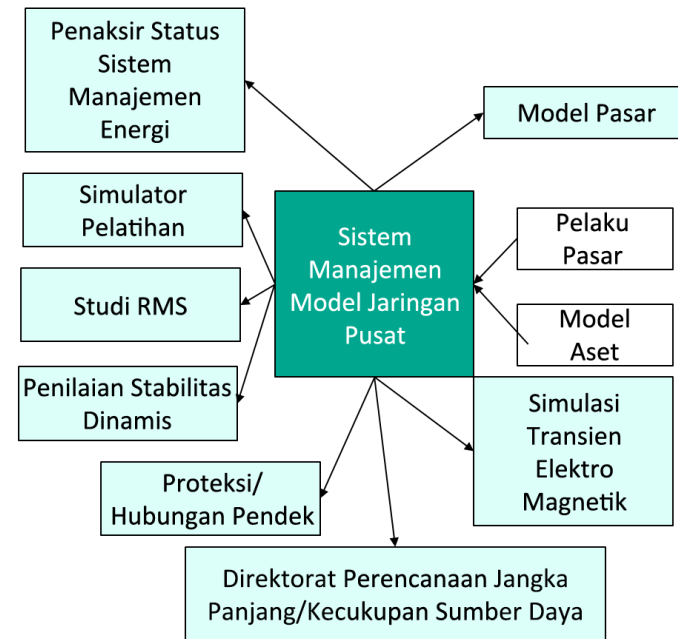 Penaksir Status
Sistem
Manajemen
Energi
Model Pasar
Simulator
Pelatihan
Sistem
Manajemen
Model Jaringan
Pusat
Pelaku
Pasar
Studi RMS
Model
Aset
Penilaian Stabilitas
Dinamis
Simulasi
Transien
Elektro
Magnetik
Proteksi/
Hubungan Pendek
Direktorat Perencanaan Jangka
Panjang/Kecukupan Sumber Daya